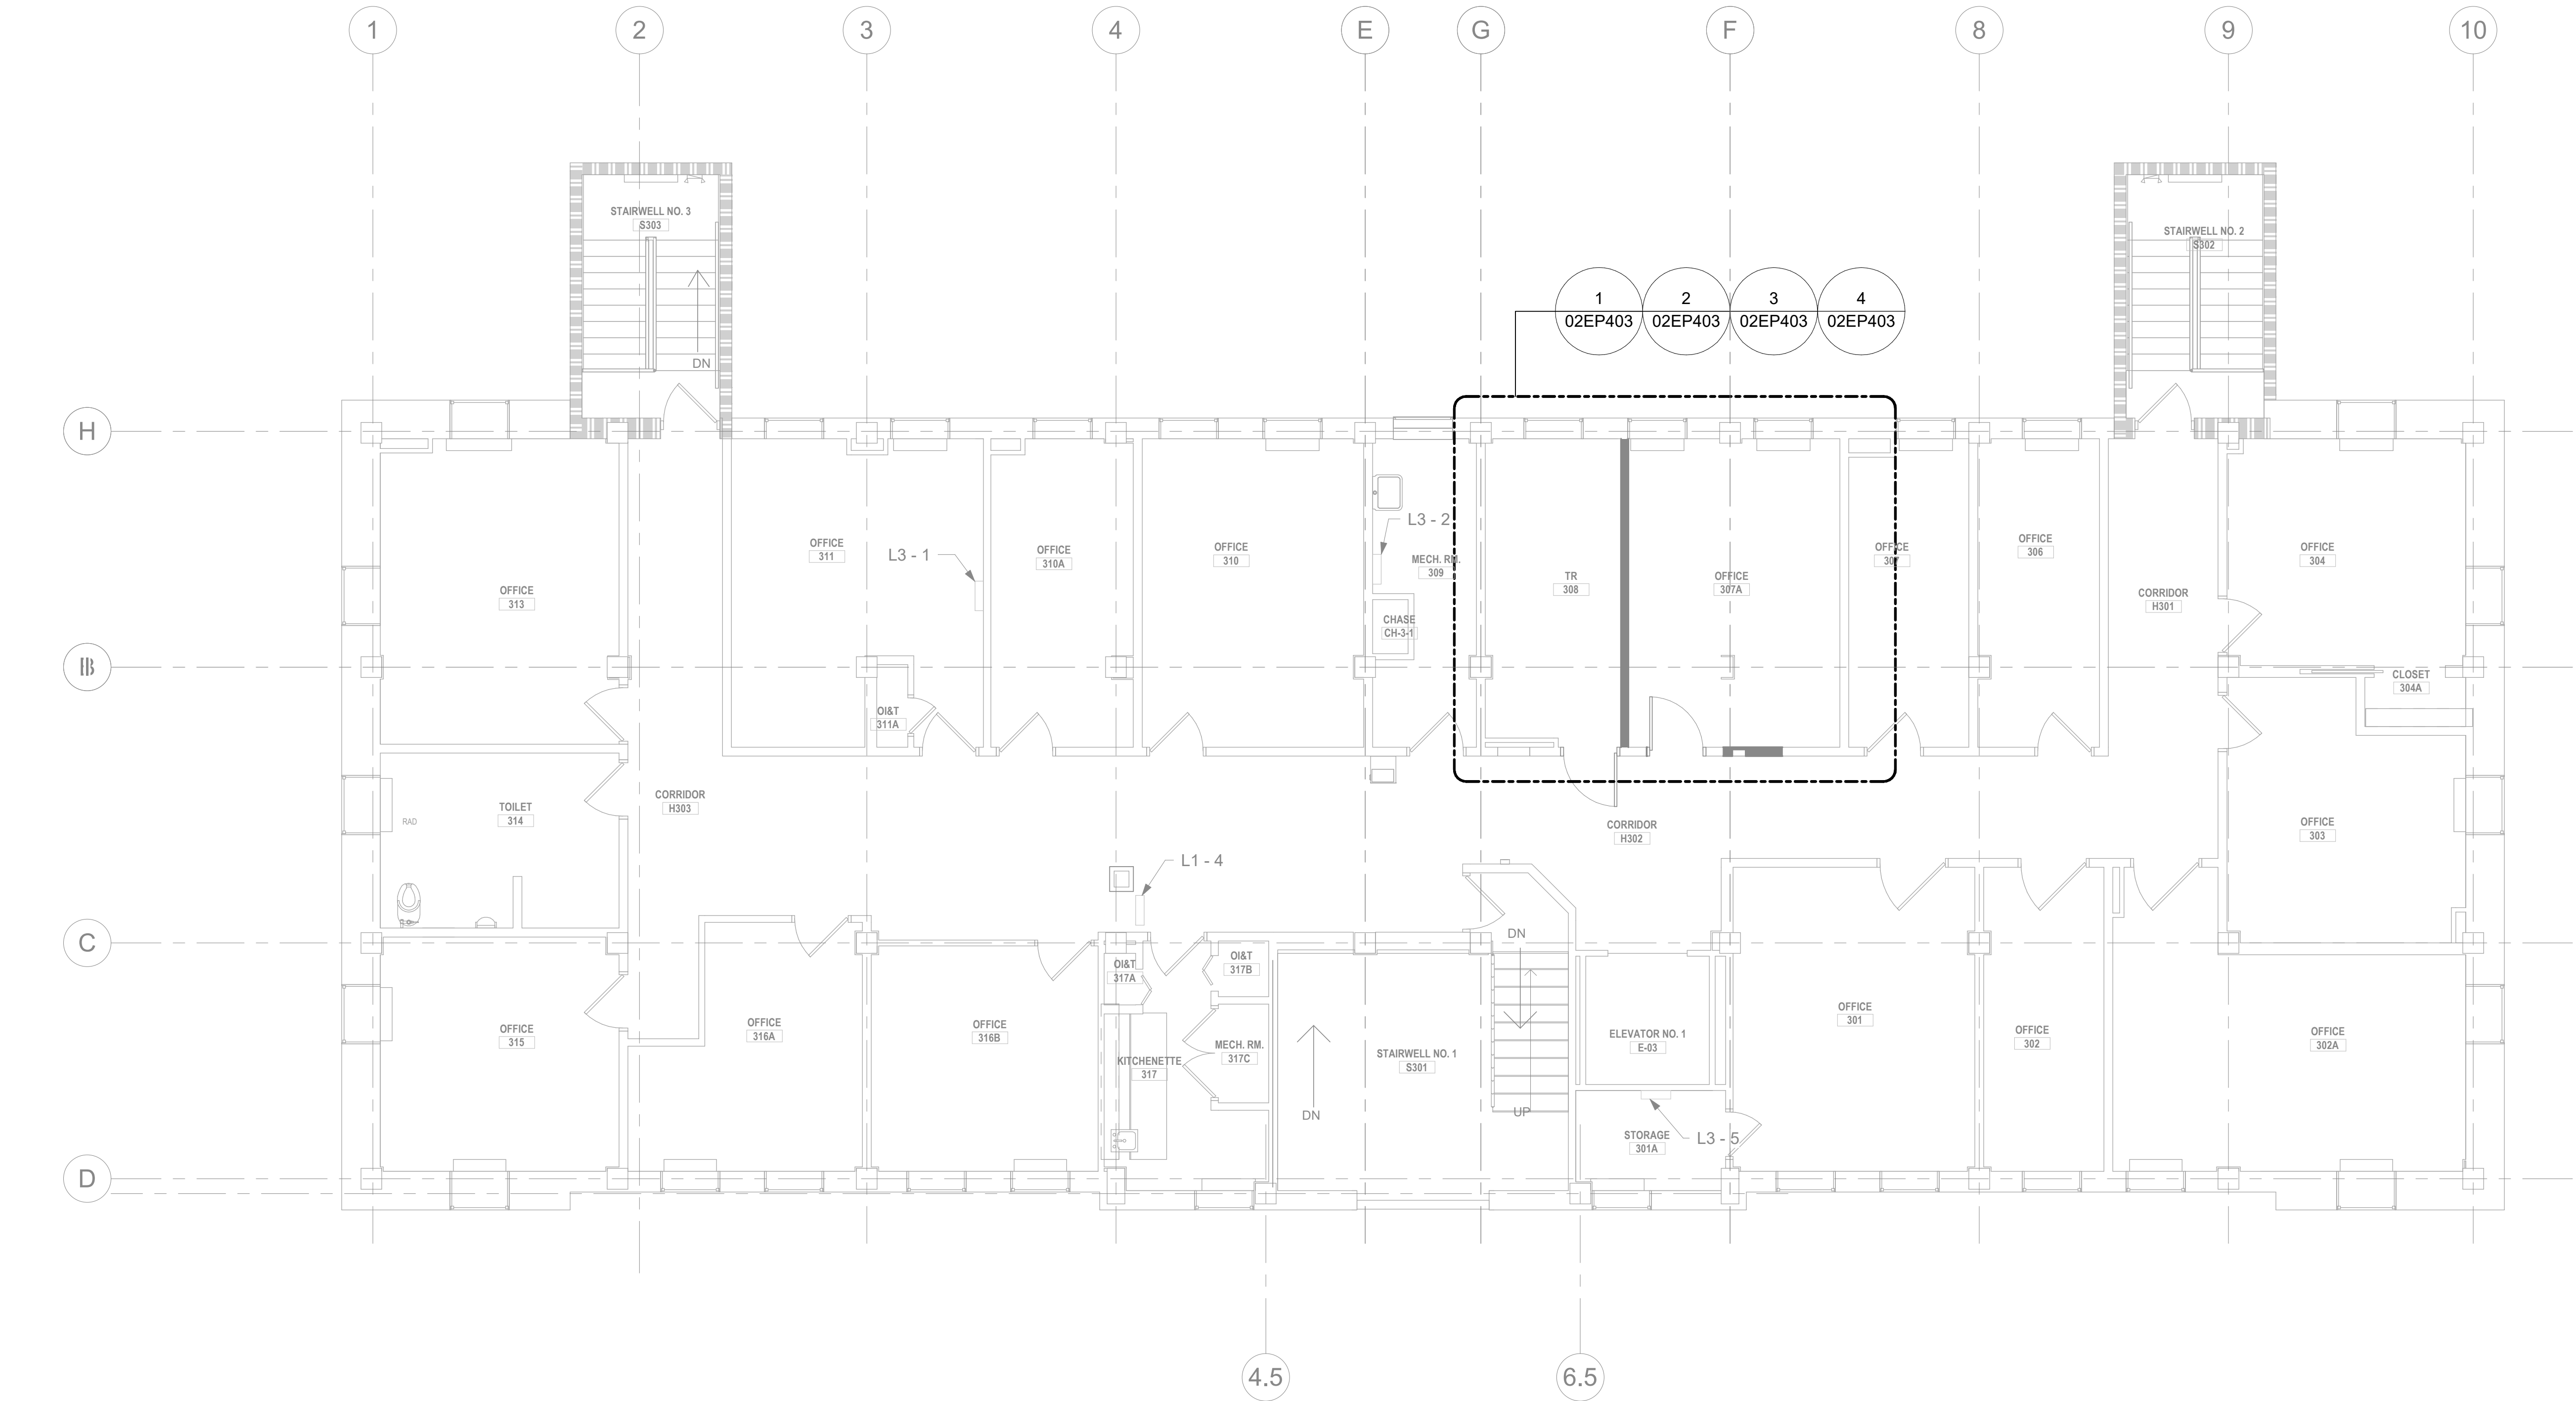 1
2
3
4
E
G
F
8
9
10
STAIRWELL NO. 3
S303
DN
STAIRWELL NO. 2
S302
1
02EP403
2
02EP403
3
02EP403
4
02EP403
H
L3 - 2
OFFICE
311
L3 - 1
OFFICE
310A
OFFICE
310
MECH. RM.
309
OFFICE
307
OFFICE
306
OFFICE
304
OFFICE
313
TR
308
OFFICE
307A
CORRIDOR
H301
CHASE
CH-3-1
CLOSET
304A
OI&T
311A
CORRIDOR
H303
TOILET
314
RAD
CORRIDOR
H302
OFFICE
303
L1 - 4
C
DN
OI&T
317A
OI&T
317B
OFFICE
315
OFFICE
316A
OFFICE
316B
KITCHENETTE
317
MECH. RM.
317C
STAIRWELL NO. 1
S301
ELEVATOR NO. 1
E-03
OFFICE
301
OFFICE
302
OFFICE
302A
DN
UP
STORAGE
301A
L3 - 5
D
4.5
6.5